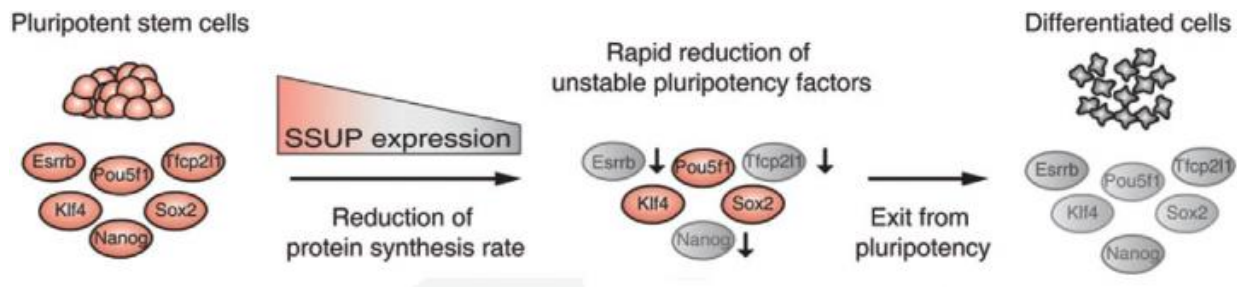 Pluripotent stem cells
Esrrb
Pou5f1
Tfcp2l1
Klf4
Sox2
Nanog
SSUP expression
Reduction of
protein synthesis rate
Rapid reduction of
unstable pluripotency factors
Esrrb
Pou5f1
Tfcp2l1
Klf4
Sox2
Nanog
Exit from
pluripotency
Differentiated cells
Esrrb
Pou5f1
Tfcp2l1
Klf4
Sox2
Nanog